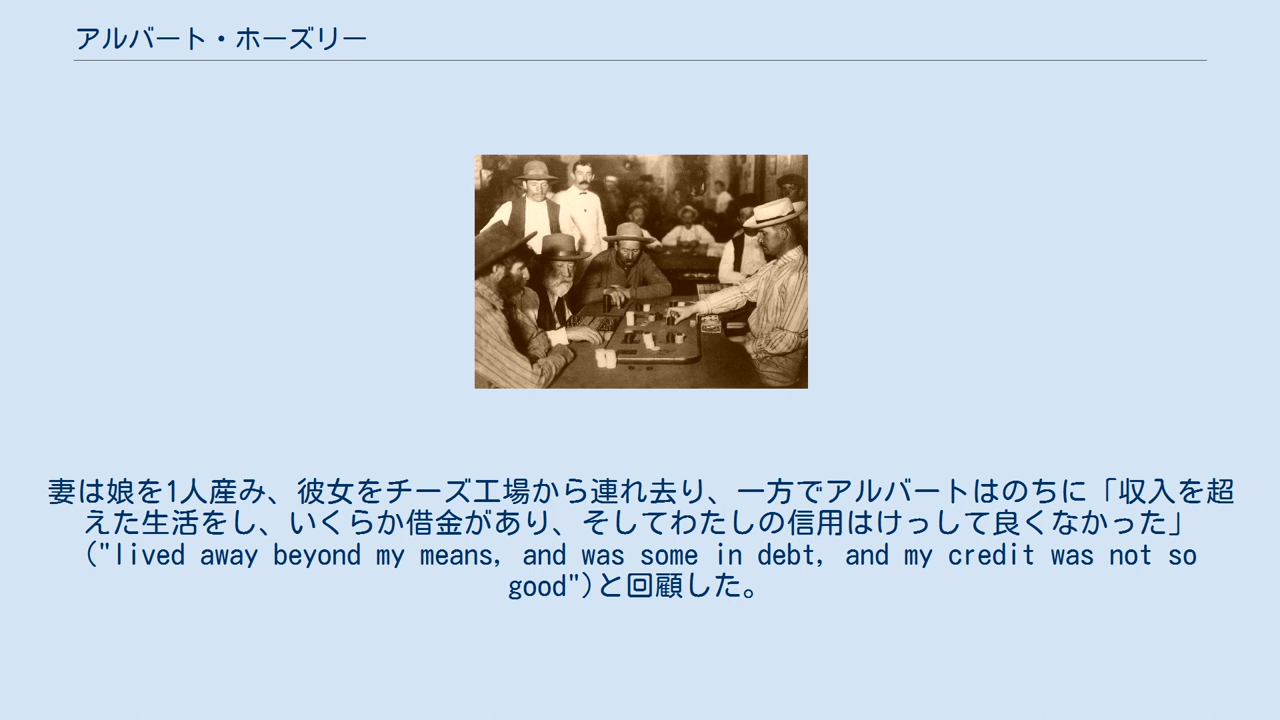 アルバート・ホーズリー
妻は娘を1人産み、彼女をチーズ工場から連れ去り、一方でアルバートはのちに「収入を超
えた生活をし、いくらか借金があり、そしてわたしの信用はけっして良くなかった」
("lived away beyond my means, and was some in debt, and my credit was not so
good")と回顧した。